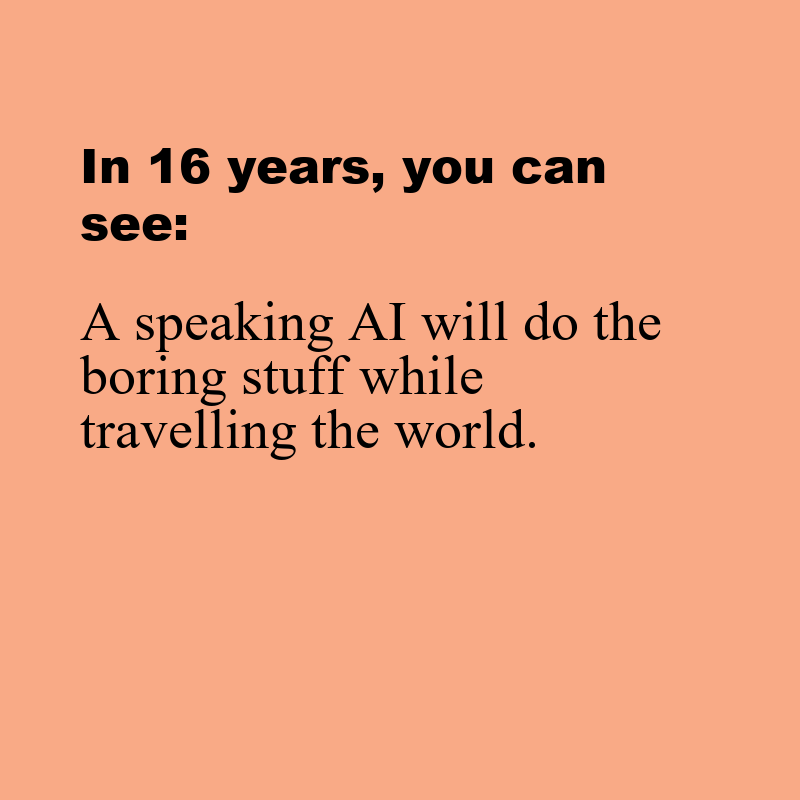 In 16 years, you can
see:
A speaking AI will do the
boring stuff while
travelling the world.